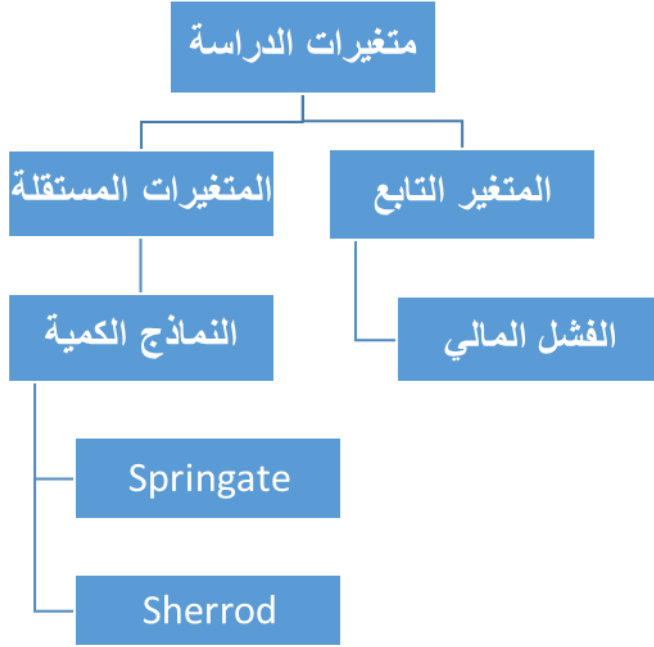 متغيرات الدراسة
المتغير التابع
المتغيرات المستقلة
الفشل المالي
النماذج الكمية
Springate
Sherrod